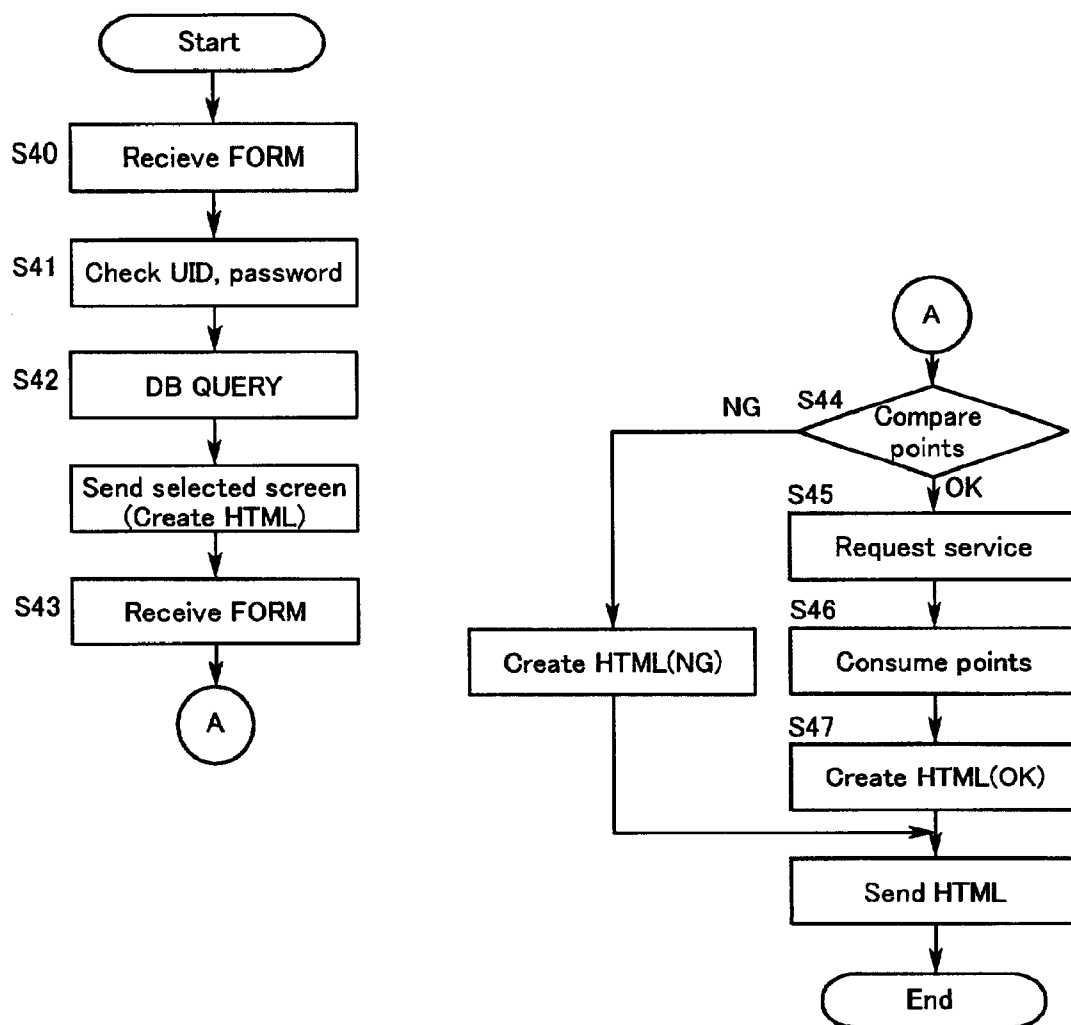 Start
S40
Recieve FORM
S41
Check UID, password
S42
DB QUERY
Send selected screen
(Create HTML)
S43
Receive FORM
A
A
NG
S44
Compare
points
OK
S45
Request service
S46
Create HTML(NG)
Consume points
S47
Create HTML(OK)
Send HTML
End